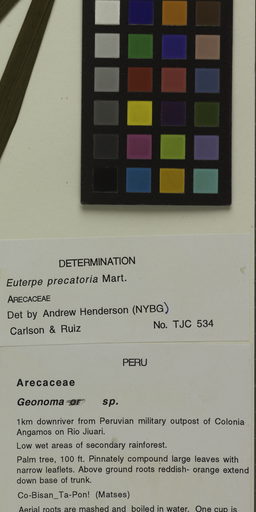 DETERMINATION
Euterpe precatoria Mart.
ARECACEAE
Det by Andrew Henderson (NYBG)
Carlson & Ruiz No. TJC 534
PERU
Arecaceae
Geonoma or sp.
1km downriver from Peruvian military outpost of Colonia
Angamos on Rio Jiuari.
Low wet areas of secondary rainforest.
Palm tree, 100 ft. Pinnately compound large leaves with
narrow leaflets. Above ground roots reddish- orange extend
down base of trunk.
Co-Bisan_Ta-Pon! (Matses)
Aerial roots are mashed and boiled in water. One cup is